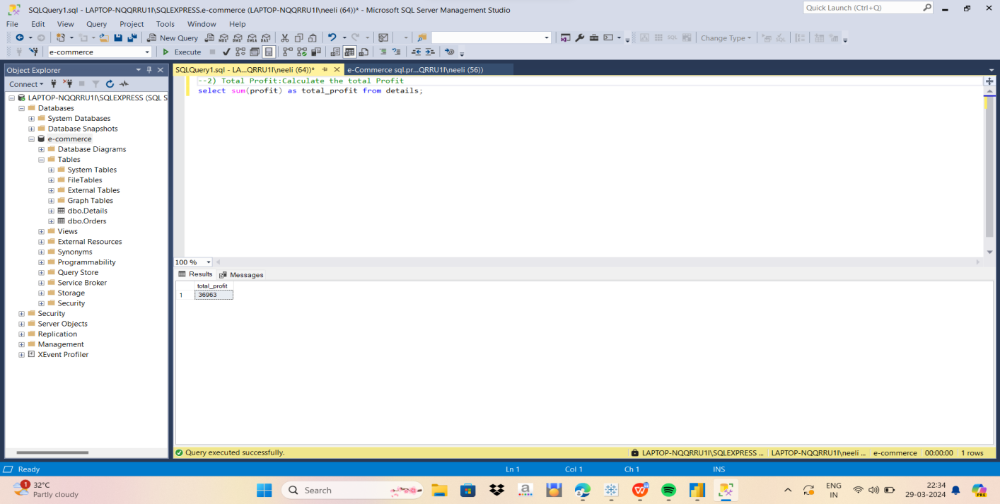 SQLQuery1.sql - LAPTOP-NQQRRU1I\SQLEXPRESS.e-commerce (LAPTOP-NQQRRU1I\neeli (64))* - Microsoft SQL Server Management Studio
Quick Launch (Ctrl+Q)
File Edit View Query Project Tools Window Help
New Query MDX DMX XMLA DAX Change Type
e-commerce Execute
Object Explorer
SQLQuery1.sql - LA...QRRU1I\neeli (64))* e-Commerce sql.pr...QRRU1I\neeli (56))
Connect
--2) Total Profit:Calculate the total Profit
select sum(profit) as total_profit from details;
LAPTOP-NQQRRU1I\SQLEXPRESS (SQL S
Databases
System Databases
Database Snapshots
e-commerce
Database Diagrams
Tables
System Tables
FileTables
External Tables
Graph Tables
dbo.Details
dbo.Orders
Views
External Resources
Synonyms
Programmability
Query Store
Service Broker
Storage
Security
Security
Server Objects
Replication
Management
XEvent Profiler
100 %
Results Messages
total_profit
1 36963
Query executed successfully.
LAPTOP-NQQRRU1I\SQLEXPRESS ... LAPTOP-NQQRRU1I\neeli ... e-commerce 00:00:00 1 rows
Ready Ln 1 Col 1 Ch 1 INS
1
32°C
Partly cloudy
Search
ENG
IN
22:34
29-03-2024
PRE